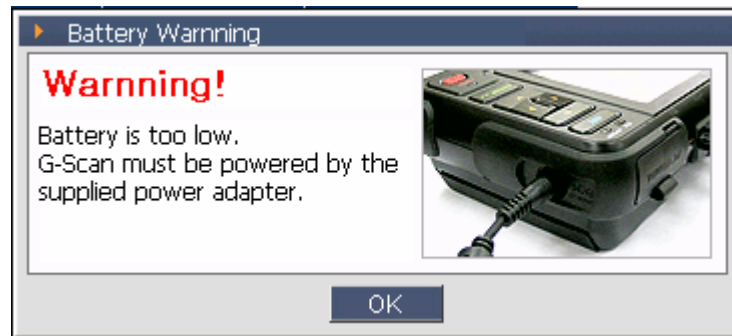 Battery Warnning
Warnning!
Battery is too low.
G-Scan must be powered by the
supplied power adapter.
OK